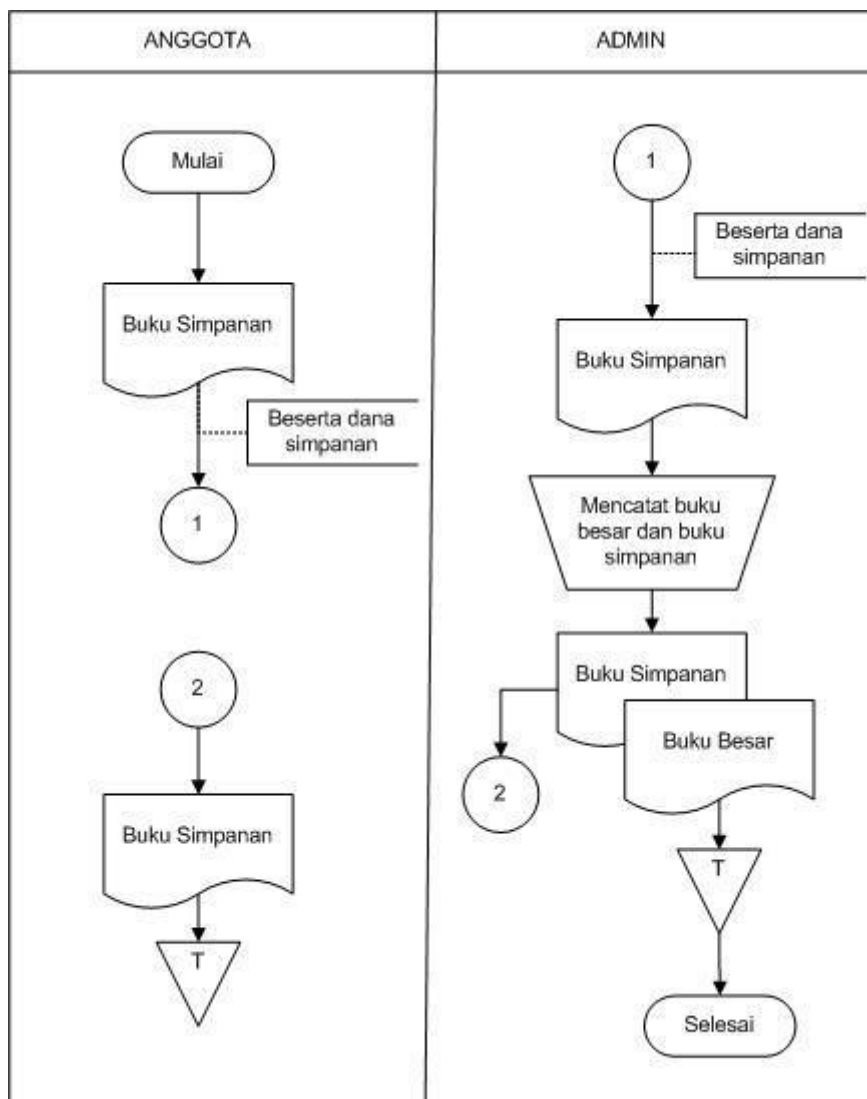 ANGGOTA
ADMIN
Mulai
Buku Simpanan
Beserta dana
simpanan
1
2
Buku Simpanan
T
1
Beserta dana
simpanan
Buku Simpanan
Mencatat buku
besar dan buku
simpanan
Buku Simpanan
Buku Besar
2
T
Selesai